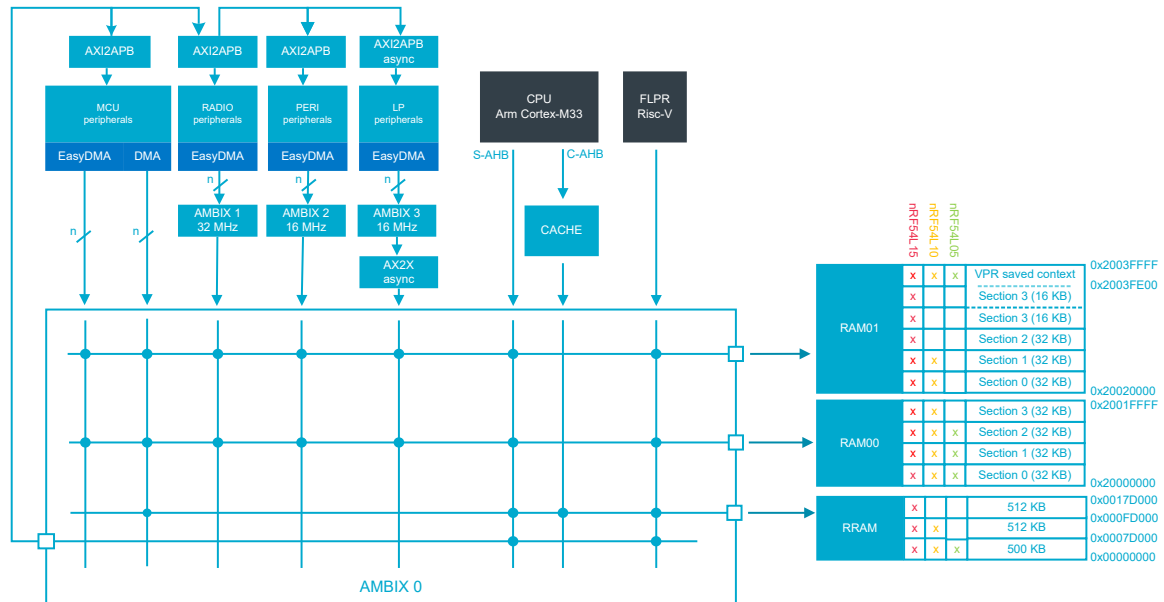 AXI2APB
AXI2APB
AXI2APB
AXI2APB
async
MCU
peripherals
RADIO
peripherals
PERI
peripherals
LP
peripherals
CPU
Arm Cortex-M33
FLPR
Risc-V
EasyDMA
DMA
EasyDMA
EasyDMA
EasyDMA
S-AHB
C-AHB
n
n
n
n
n
AMBIX 1
32 MHz
AMBIX 2
16 MHz
AMBIX 3
16 MHz
CACHE
AX2X
async
nRF54L15
nRF54L10
nRF54L05
RAM01
x x x VPR saved context
x Section 3 (16 KB)
x Section 3 (16 KB)
x Section 2 (32 KB)
x x Section 1 (32 KB)
x x Section 0 (32 KB)
0x2003FFFF
0x2003FE00
0x20020000
RAM00
x x Section 3 (32 KB)
x x x Section 2 (32 KB)
x x x Section 1 (32 KB)
x x x Section 0 (32 KB)
0x2001FFFF
0x20000000
RRAM
x 512 KB
x x 512 KB
x x x 500 KB
0x0017D000
0x000FD000
0x0007D000
0x00000000
AMBIX 0